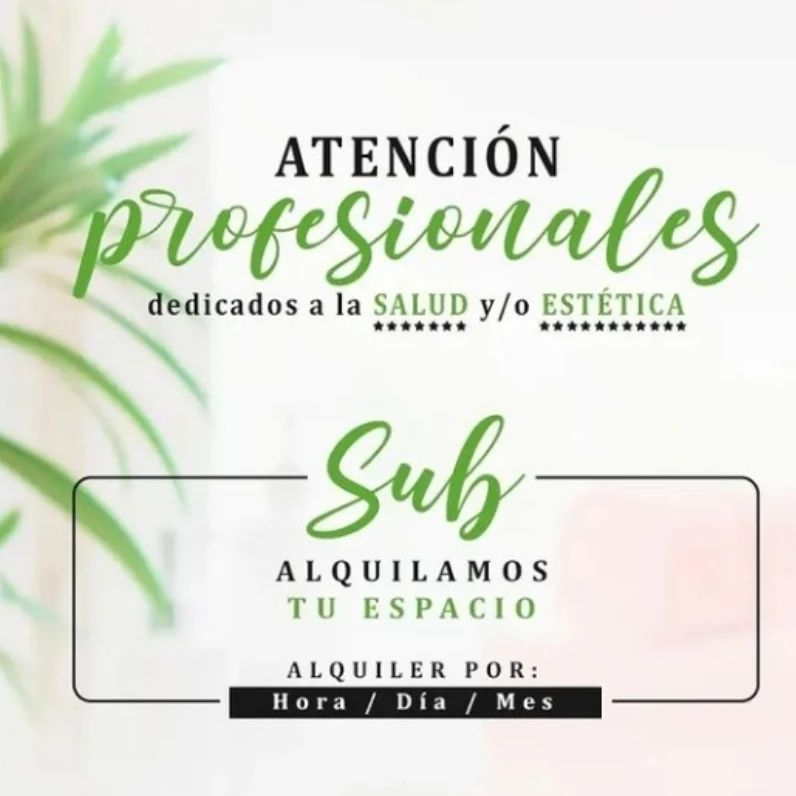 ATENCIÓN
profesionales
dedicados a la SALUD y/o ESTÉTICA
Sub
ALQUILAMOS
TU ESPACIO
ALQUILER POR:
Hora / Día / Mes